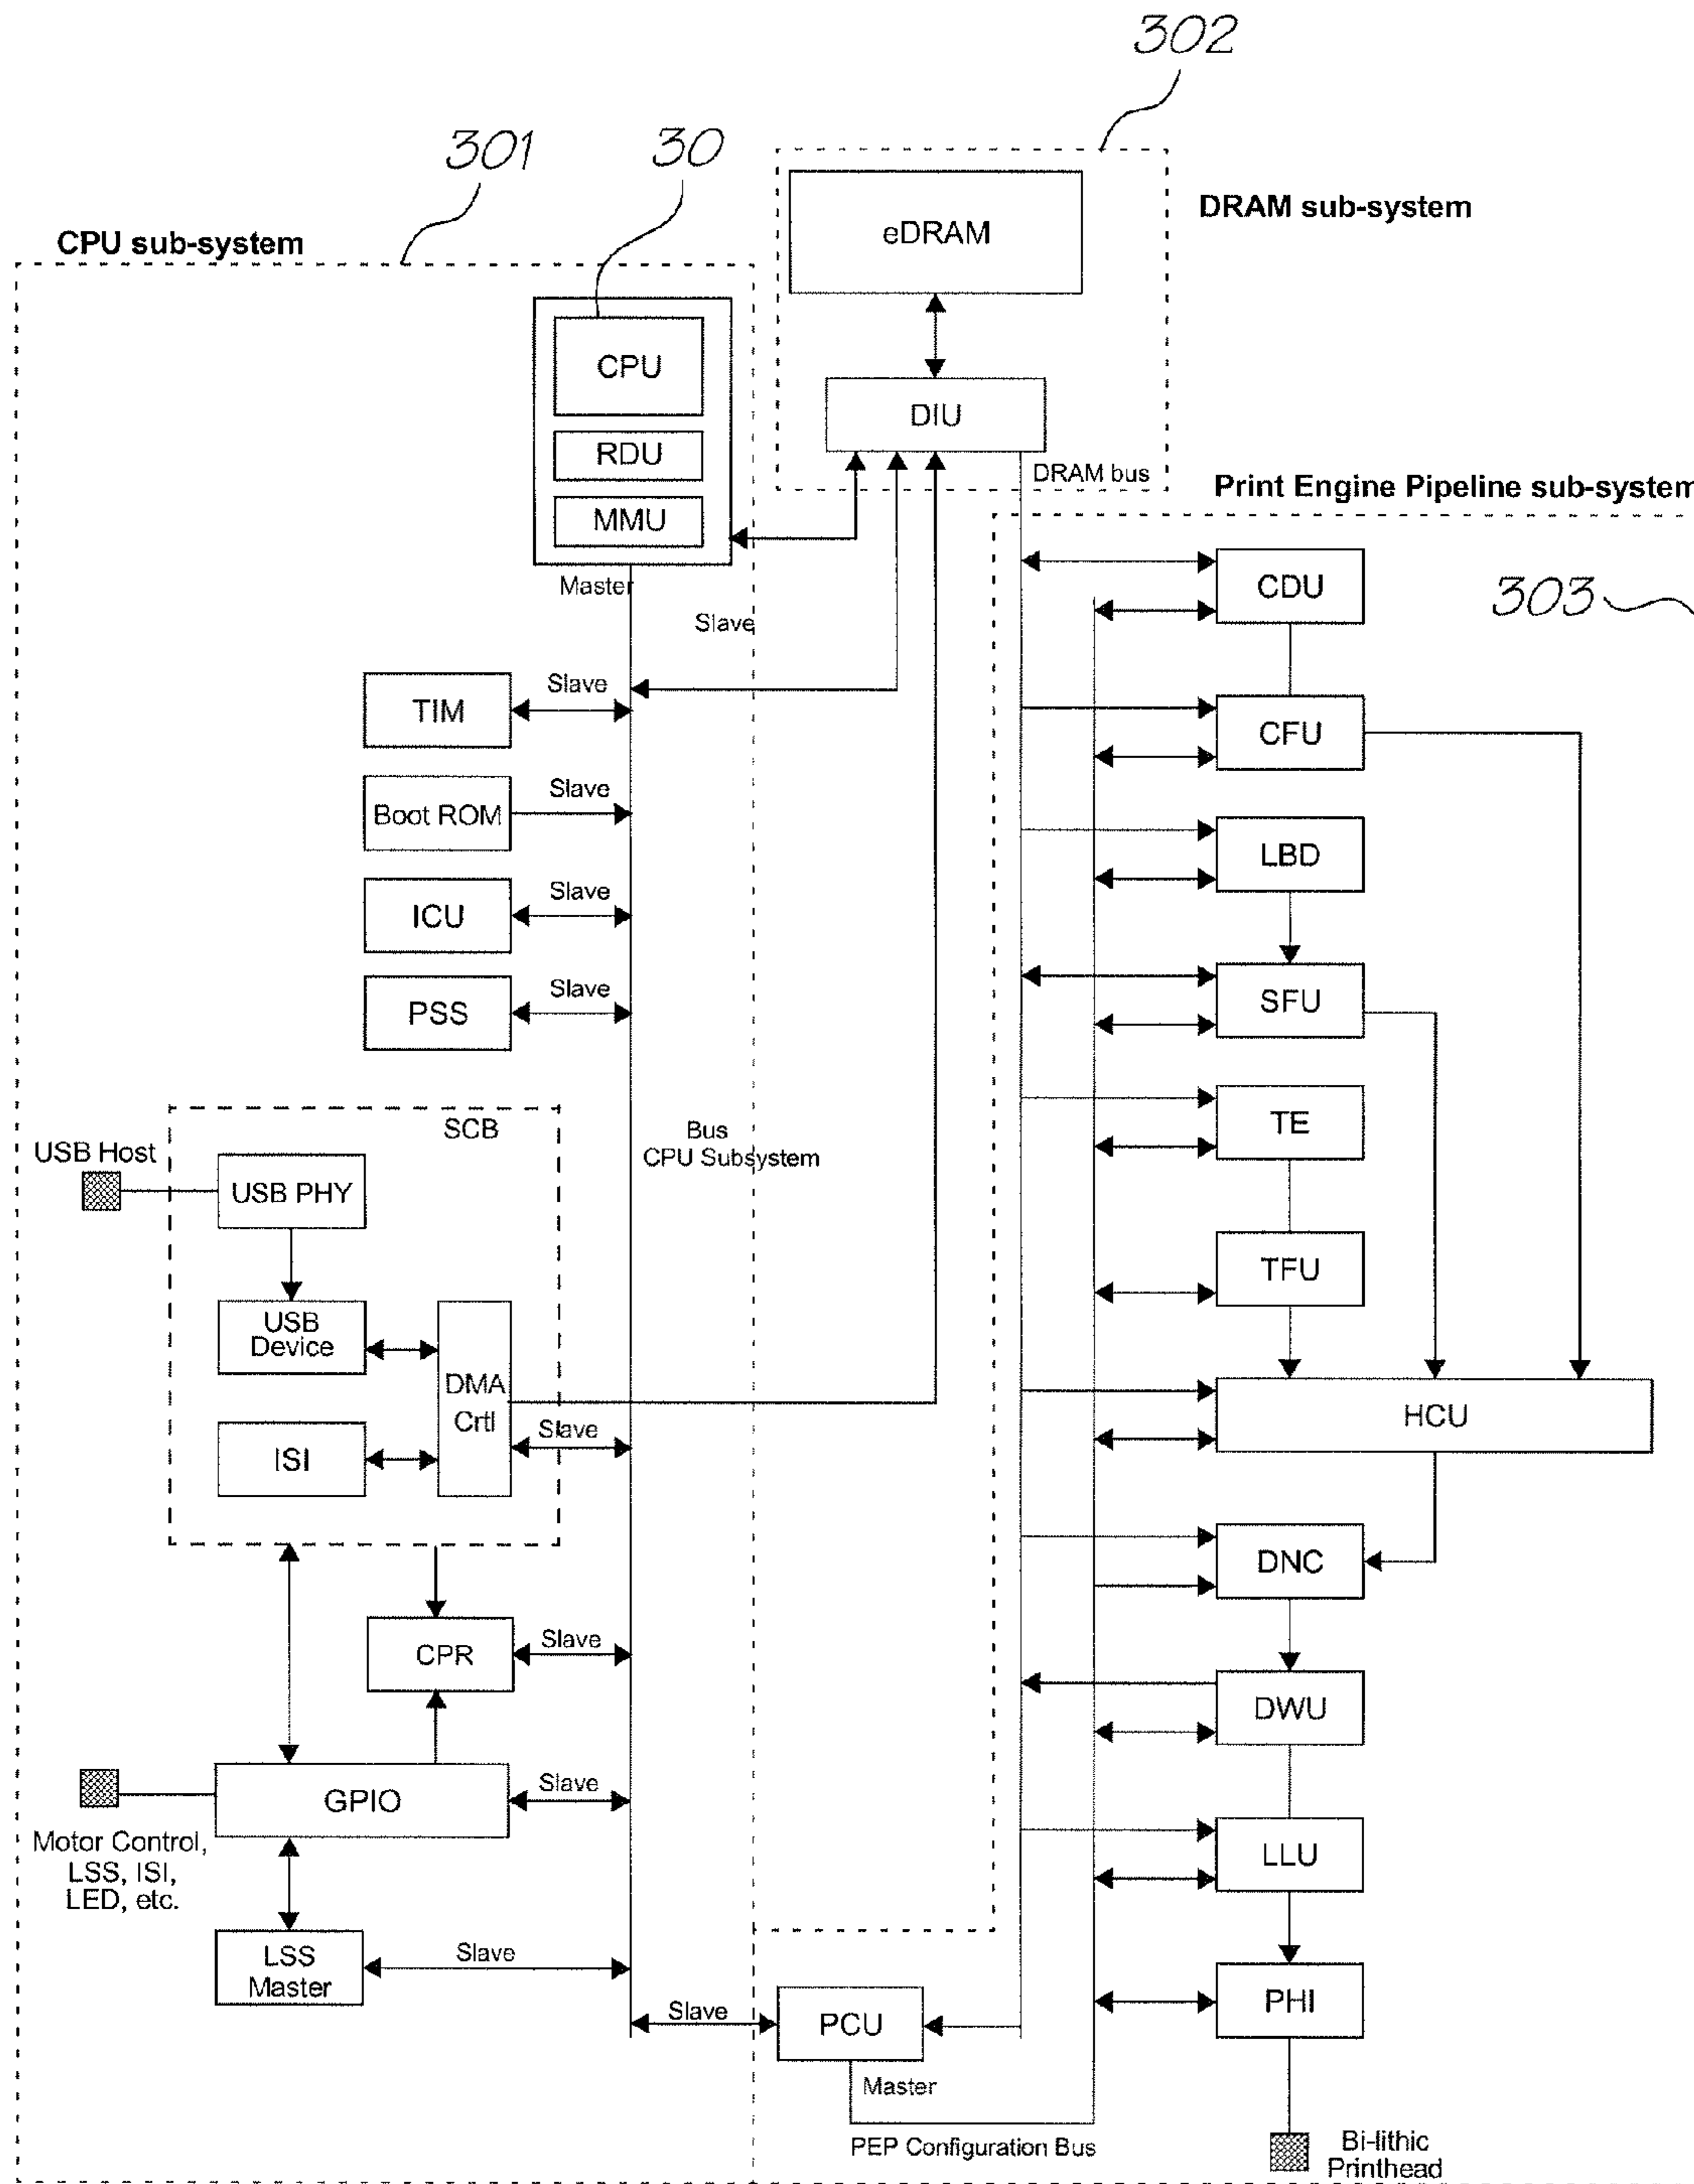 302
301
30
DRAM sub-system
CPU sub-system
eDRAM
CPU
DIU
RDU
DRAM bus
Print Engine Pipeline sub-system
MMU
Master
CDU
303
Slave
Slave
TIM
CFU
Slave
Boot ROM
LBD
Slave
ICU
Slave
PSS
SFU
SCB
Bus
CPU Subsystem
TE
USB Host
USB PHY
TFU
USB
Device
DMA
Crtl
Slave
HCU
ISI
DNC
CPR
Slave
DWU
GPIO
Slave
Motor Control,
LSS, ISI,
LED, etc.
LLU
LSS
Master
Slave
PHI
Slave
PCU
Master
PEP Configuration Bus
Bi-lithic
Printhead